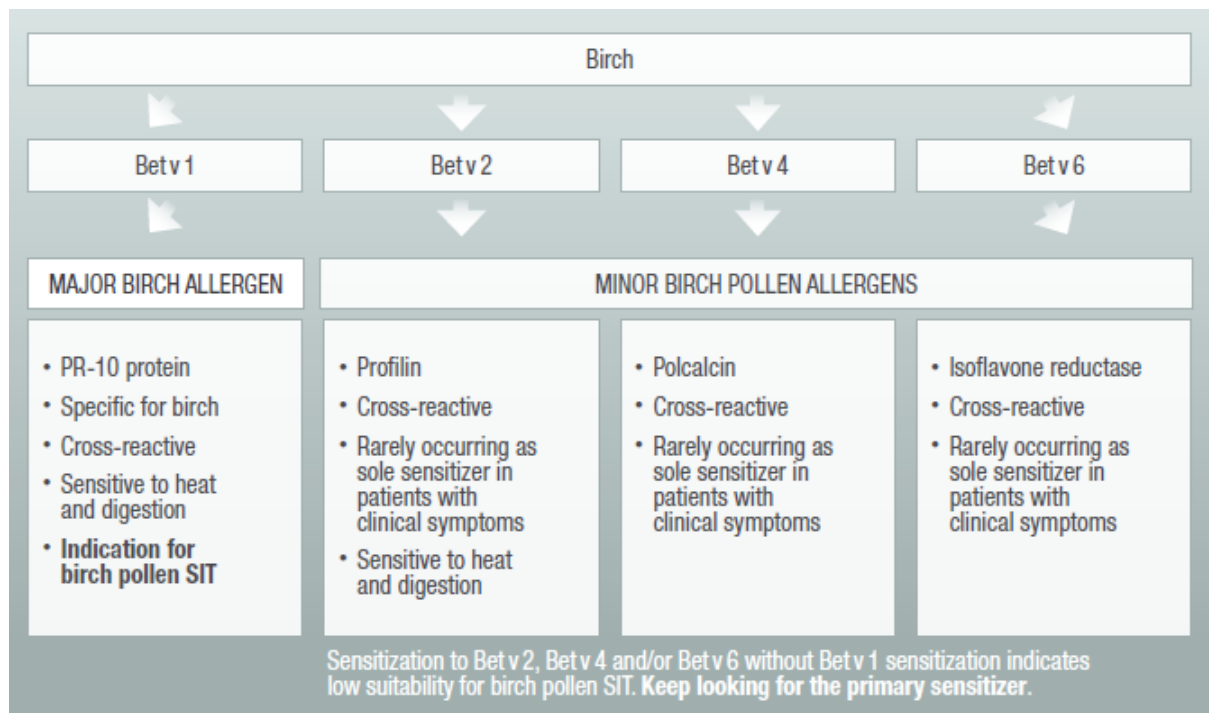 Birch
Bet v 1
Bet v 2
Bet v 4
Bet v 6
MAJOR BIRCH ALLERGEN
MINOR BIRCH POLLEN ALLERGENS
• PR-10 protein
• Specific for birch
• Cross-reactive
• Sensitive to heat
and digestion
• Indication for
birch pollen SIT
• Profilin
• Cross-reactive
• Rarely occurring as
sole sensitizer in
patients with
clinical symptoms
• Sensitive to heat
and digestion
• Polcalcin
• Cross-reactive
• Rarely occurring as
sole sensitizer in
patients with
clinical symptoms
• Isoflavone reductase
• Cross-reactive
• Rarely occurring as
sole sensitizer in
patients with
clinical symptoms
Sensitization to Bet v 2, Bet v 4 and/or Bet v 6 without Bet v 1 sensitization indicates
low suitability for birch pollen SIT. Keep looking for the primary sensitizer.